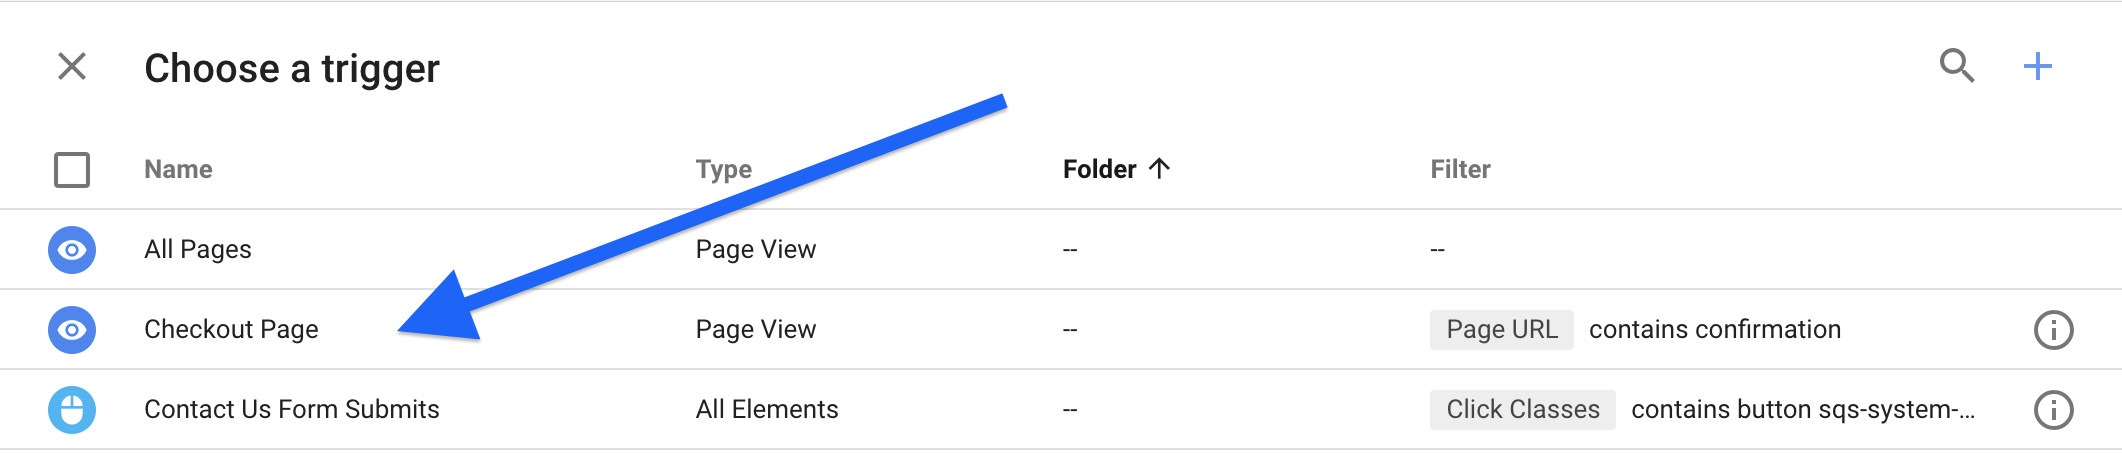 Choose a trigger
Name Type Folder Filter
All Pages Page View -- --
Checkout Page Page View -- Page URL contains confirmation
Contact Us Form Submits All Elements -- Click Classes contains button sqs-system-...